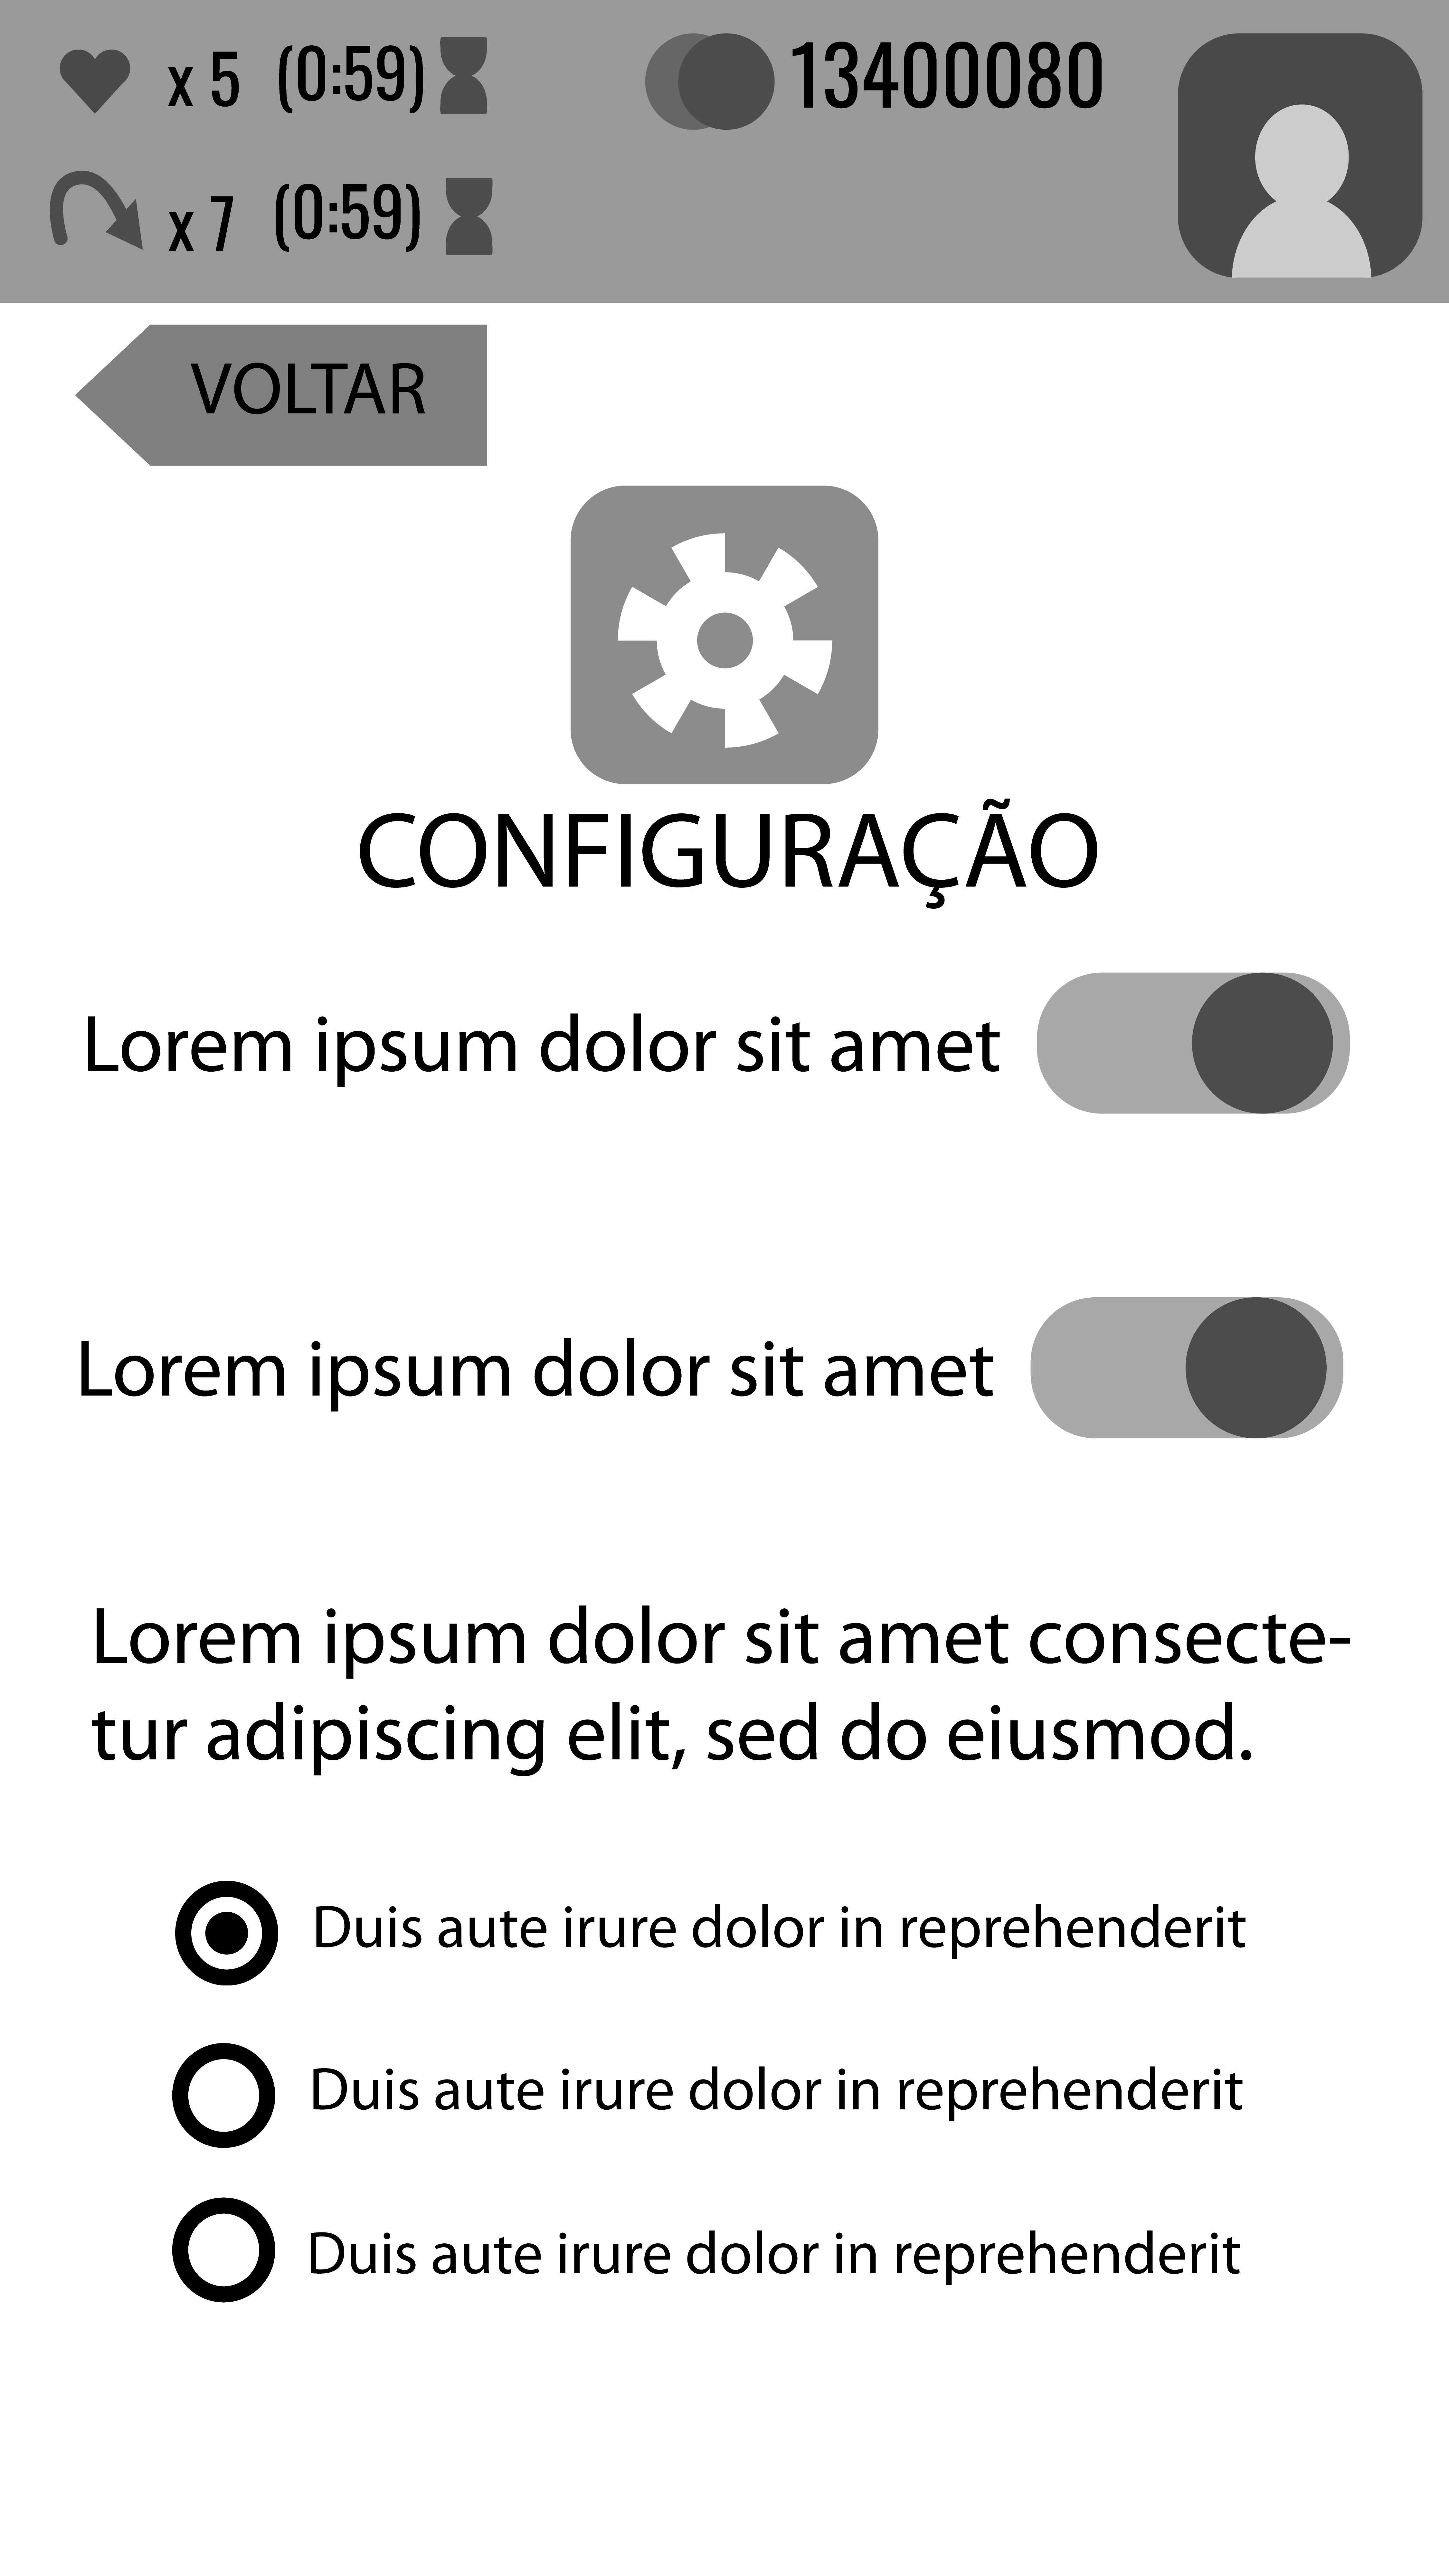 x 5 (0:59) 13400080
x 7 (0:59)
VOLTAR
CONFIGURAÇÃO
Lorem ipsum dolor sit amet
Lorem ipsum dolor sit amet
Lorem ipsum dolor sit amet consecte-
tur adipiscing elit, sed do eiusmod.
Duis aute irure dolor in reprehenderit
Duis aute irure dolor in reprehenderit
Duis aute irure dolor in reprehenderit